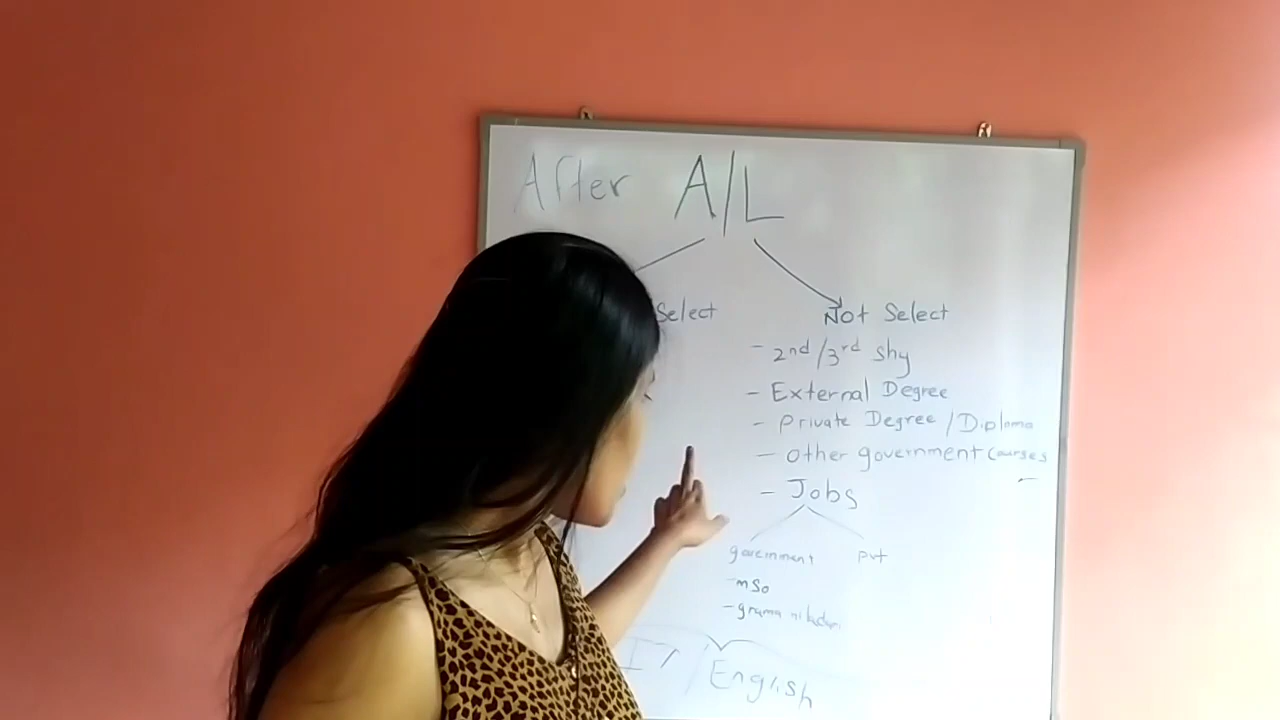 After A/L
Select
Not Select
- 2nd/3rd shy
- External Degree
- Private Degree/Diploma
- Other government courses
- Jobs
government pvt
- mso
- grama
English